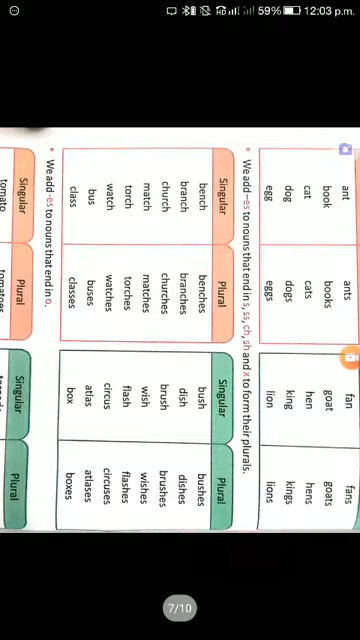 59% 12:03 p.m.
ant ants fan fans
book books goat goats
cat cats hen hens
dog dogs king kings
egg eggs lion lions
• We add -es to nouns that end in s, ss, ch, sh and x to form their plurals.
Singular Plural Singular Plural
bench benches bush bushes
branch branches dish dishes
church churches brush brushes
match matches wish wishes
torch torches flash flashes
watch watches circus circuses
bus buses atlas atlases
class classes box boxes
• We add -es to nouns that end in o.
Singular Plural Singular Plural
tomato tomatoes
7/10